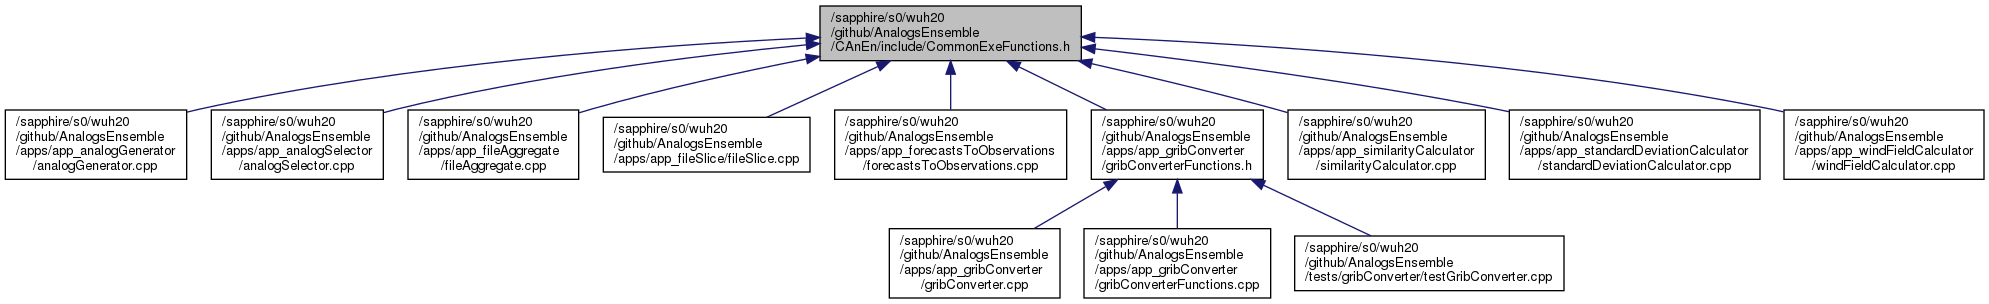 /sapphire/s0/wuh20
/github/AnalogsEnsemble
/CAnEn/include/CommonExeFunctions.h
/sapphire/s0/wuh20
/github/AnalogsEnsemble
/apps/app_analogGenerator
/analogGenerator.cpp
/sapphire/s0/wuh20
/github/AnalogsEnsemble
/apps/app_analogSelector
/analogSelector.cpp
/sapphire/s0/wuh20
/github/AnalogsEnsemble
/apps/app_fileAggregate
/fileAggregate.cpp
/sapphire/s0/wuh20
/github/AnalogsEnsemble
/apps/app_fileSlice/fileSlice.cpp
/sapphire/s0/wuh20
/github/AnalogsEnsemble
/apps/app_forecastsToObservations
/forecastsToObservations.cpp
/sapphire/s0/wuh20
/github/AnalogsEnsemble
/apps/app_gribConverter
/gribConverterFunctions.h
/sapphire/s0/wuh20
/github/AnalogsEnsemble
/apps/app_similarityCalculator
/similarityCalculator.cpp
/sapphire/s0/wuh20
/github/AnalogsEnsemble
/apps/app_standardDeviationCalculator
/standardDeviationCalculator.cpp
/sapphire/s0/wuh20
/github/AnalogsEnsemble
/apps/app_windFieldCalculator
/windFieldCalculator.cpp
/sapphire/s0/wuh20
/github/AnalogsEnsemble
/apps/app_gribConverter
/gribConverter.cpp
/sapphire/s0/wuh20
/github/AnalogsEnsemble
/apps/app_gribConverter
/gribConverterFunctions.cpp
/sapphire/s0/wuh20
/github/AnalogsEnsemble
/tests/gribConverter/testGribConverter.cpp